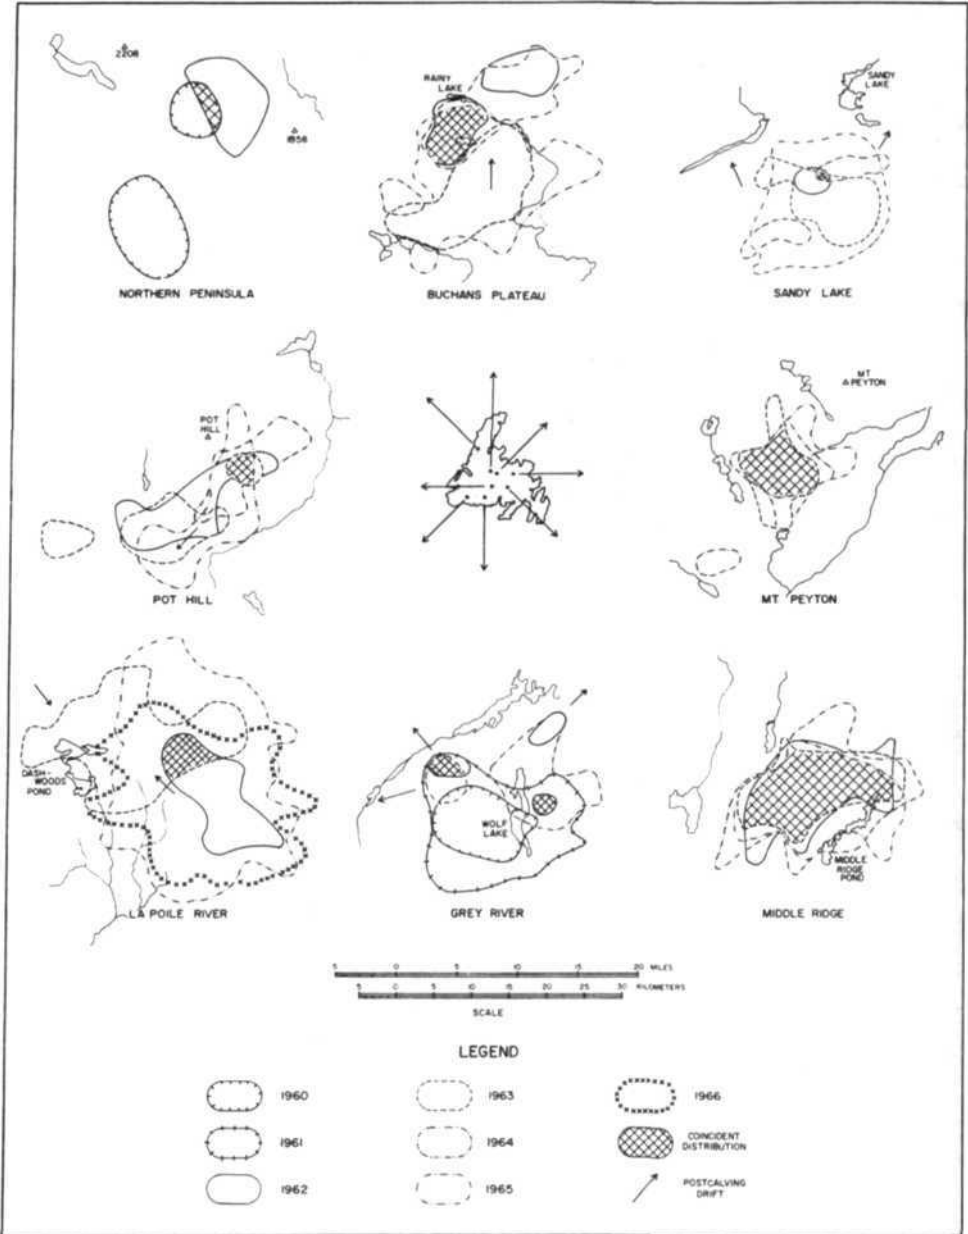 2208
1856
NORTHERN PENINSULA
RAINY
LAKE
BUCHANS PLATEAU
SANDY
LAKE
SANDY LAKE
POT
HILL
POT HILL
MT
PEYTON
MT. PEYTON
DASH-
WOODS
POND
LA POILE RIVER
WOLF
LAKE
GREY RIVER
MIDDLE
RIDGE
POND
MIDDLE RIDGE
5 0 5 10 15 20 MILES
5 0 5 10 15 20 25 30 KILOMETERS
SCALE
LEGEND
1960
1961
1962
1963
1964
1965
1966
COINCIDENT
DISTRIBUTION
POSTCALVING
DRIFT